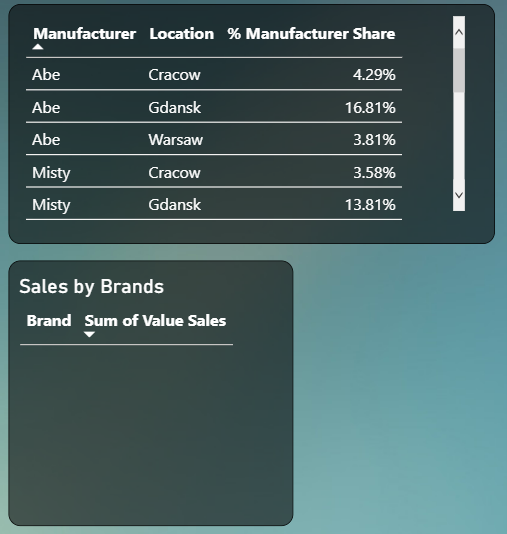 Manufacturer Location % Manufacturer Share
Abe Cracow 4.29%
Abe Gdansk 16.81%
Abe Warsaw 3.81%
Misty Cracow 3.58%
Misty Gdansk 13.81%
Sales by Brands
Brand Sum of Value Sales